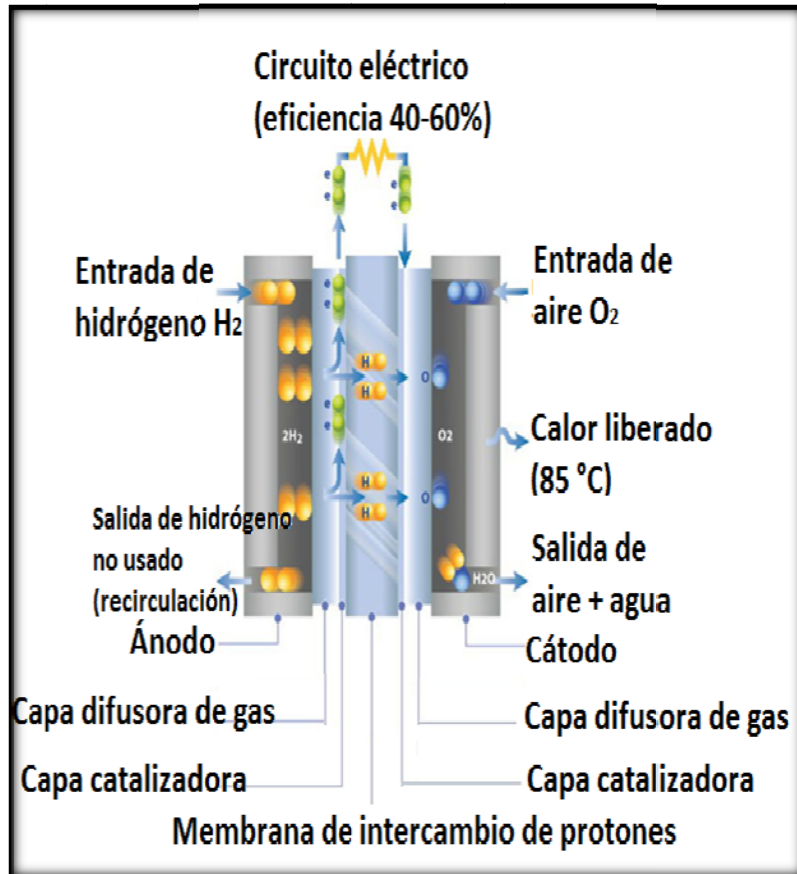 Circuito eléctrico
(eficiencia 40-60%)
e
e
e
e
Entrada de
hidrógeno H₂
Entrada de
aire O₂
e
e
H
H
O
e
e
2H₂
O2
Calor liberado
(85 °C)
H
H
O
Salida de hidrógeno
no usado
(recirculación)
H2O
Salida de
aire + agua
Ánodo
Cátodo
Capa difusora de gas
Capa difusora de gas
Capa catalizadora
Capa catalizadora
Membrana de intercambio de protones